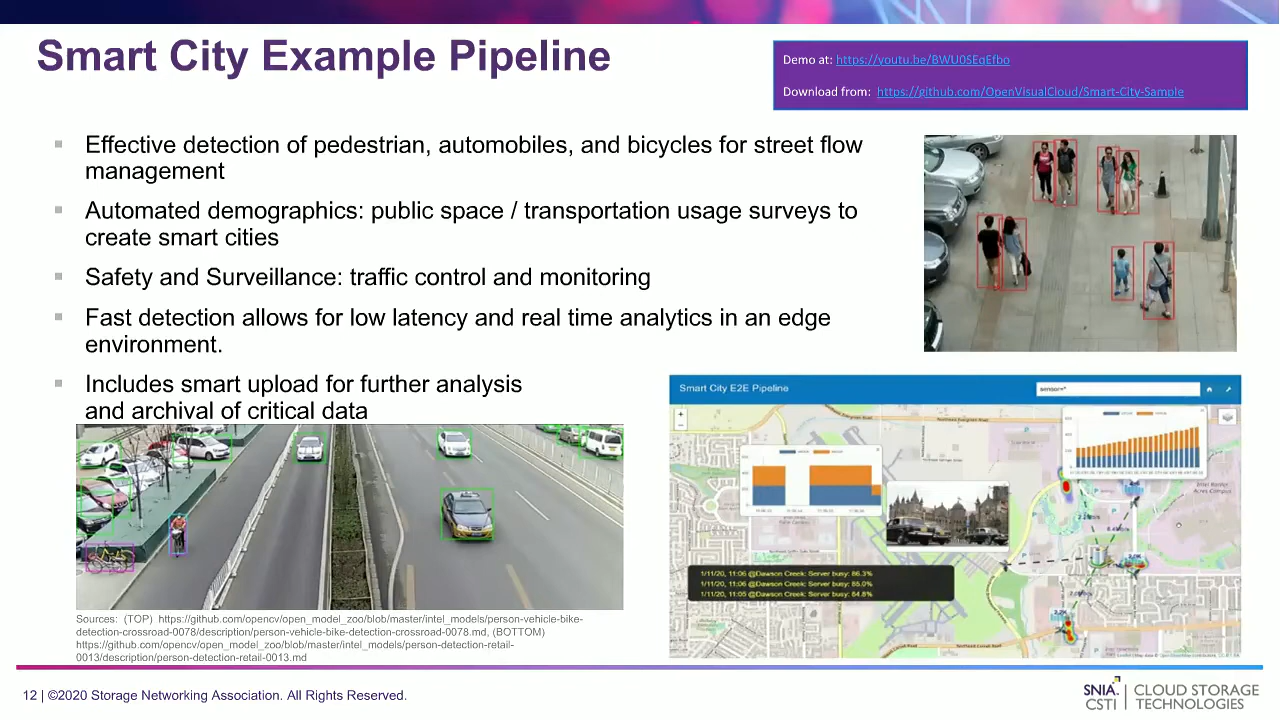 Smart City Example Pipeline
Demo at: https://youtu.be/BWU0SEqEfbo
Download from: https://github.com/OpenVisualCloud/Smart-City-Sample
Effective detection of pedestrian, automobiles, and bicycles for street flow
management
Automated demographics: public space / transportation usage surveys to
create smart cities
Safety and Surveillance: traffic control and monitoring
Fast detection allows for low latency and real time analytics in an edge
environment.
Includes smart upload for further analysis
and archival of critical data
Smart City E2E Pipeline
sensor=*
1/11/20, 11:06 @Dawson Creek: Server busy: 86.3%
1/11/20, 11:06 @Dawson Creek: Server busy: 85.0%
1/11/20, 11:05 @Dawson Creek: Server busy: 84.8%
Sources: (TOP) https://github.com/opencv/open_model_zoo/blob/master/intel_models/person-vehicle-bike-
detection-crossroad-0078/description/person-vehicle-bike-detection-crossroad-0078.md, (BOTTOM)
https://github.com/opencv/open_model_zoo/blob/master/intel_models/person-detection-retail-
0013/description/person-detection-retail-0013.md
12 | ©2020 Storage Networking Association. All Rights Reserved.
SNIA. | CLOUD STORAGE
CSTI | TECHNOLOGIES